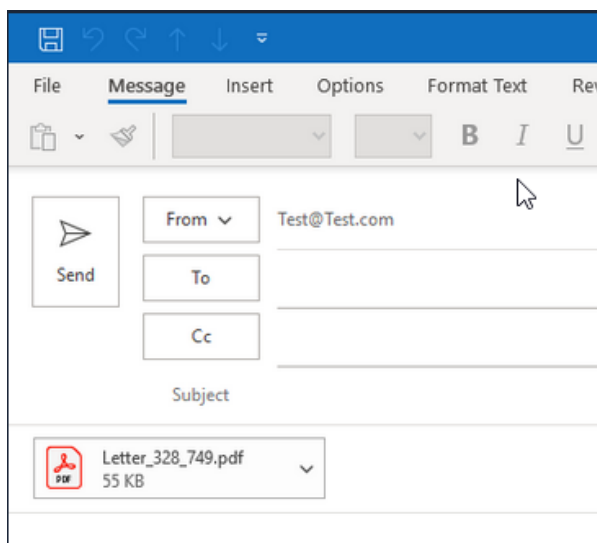 File Message Insert Options Format Text
B I U
From Test@Test.com
Send To
Cc
Subject
Letter_328_749.pdf
PDF 55 KB